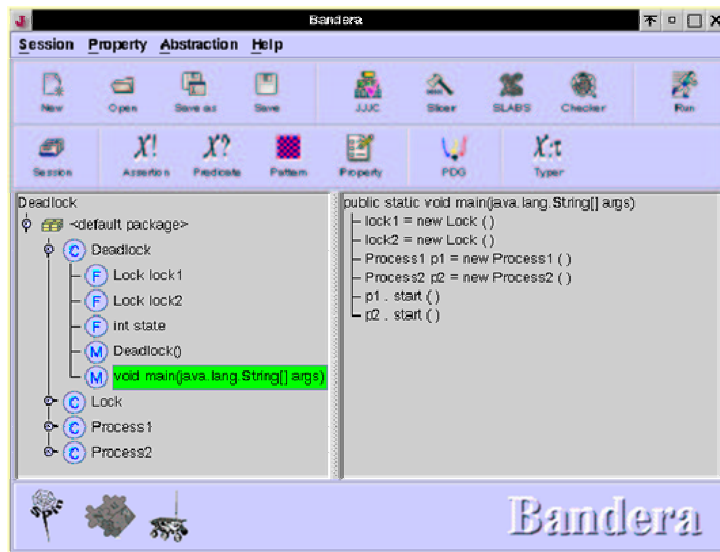 Bandera
Session Property Abstraction Help
New Open Save as Save JJJC Slicer SLABS Checker Run
X! X? X:τ
Session Assertion Predicate Pattern Property PDG Typer
Deadlock
<default package>
C Deadlock
F Lock lock1
F Lock lock2
F int state
M Deadlock()
M void main(java.lang.String[] args)
C Lock
C Process1
C Process2
public static void main(java.lang.String[] args)
lock1 = new Lock ()
lock2 = new Lock ()
Process1 p1 = new Process1 ()
Process2 p2 = new Process2 ()
p1 . start ()
p2 . start ()
SPIN
Bandera